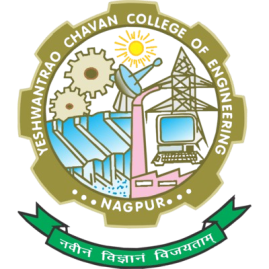 YESHWANTRAO CHAVAN COLLEGE OF ENGINEERING
NAGPUR
नवीनं विज्ञानं विजयताम्